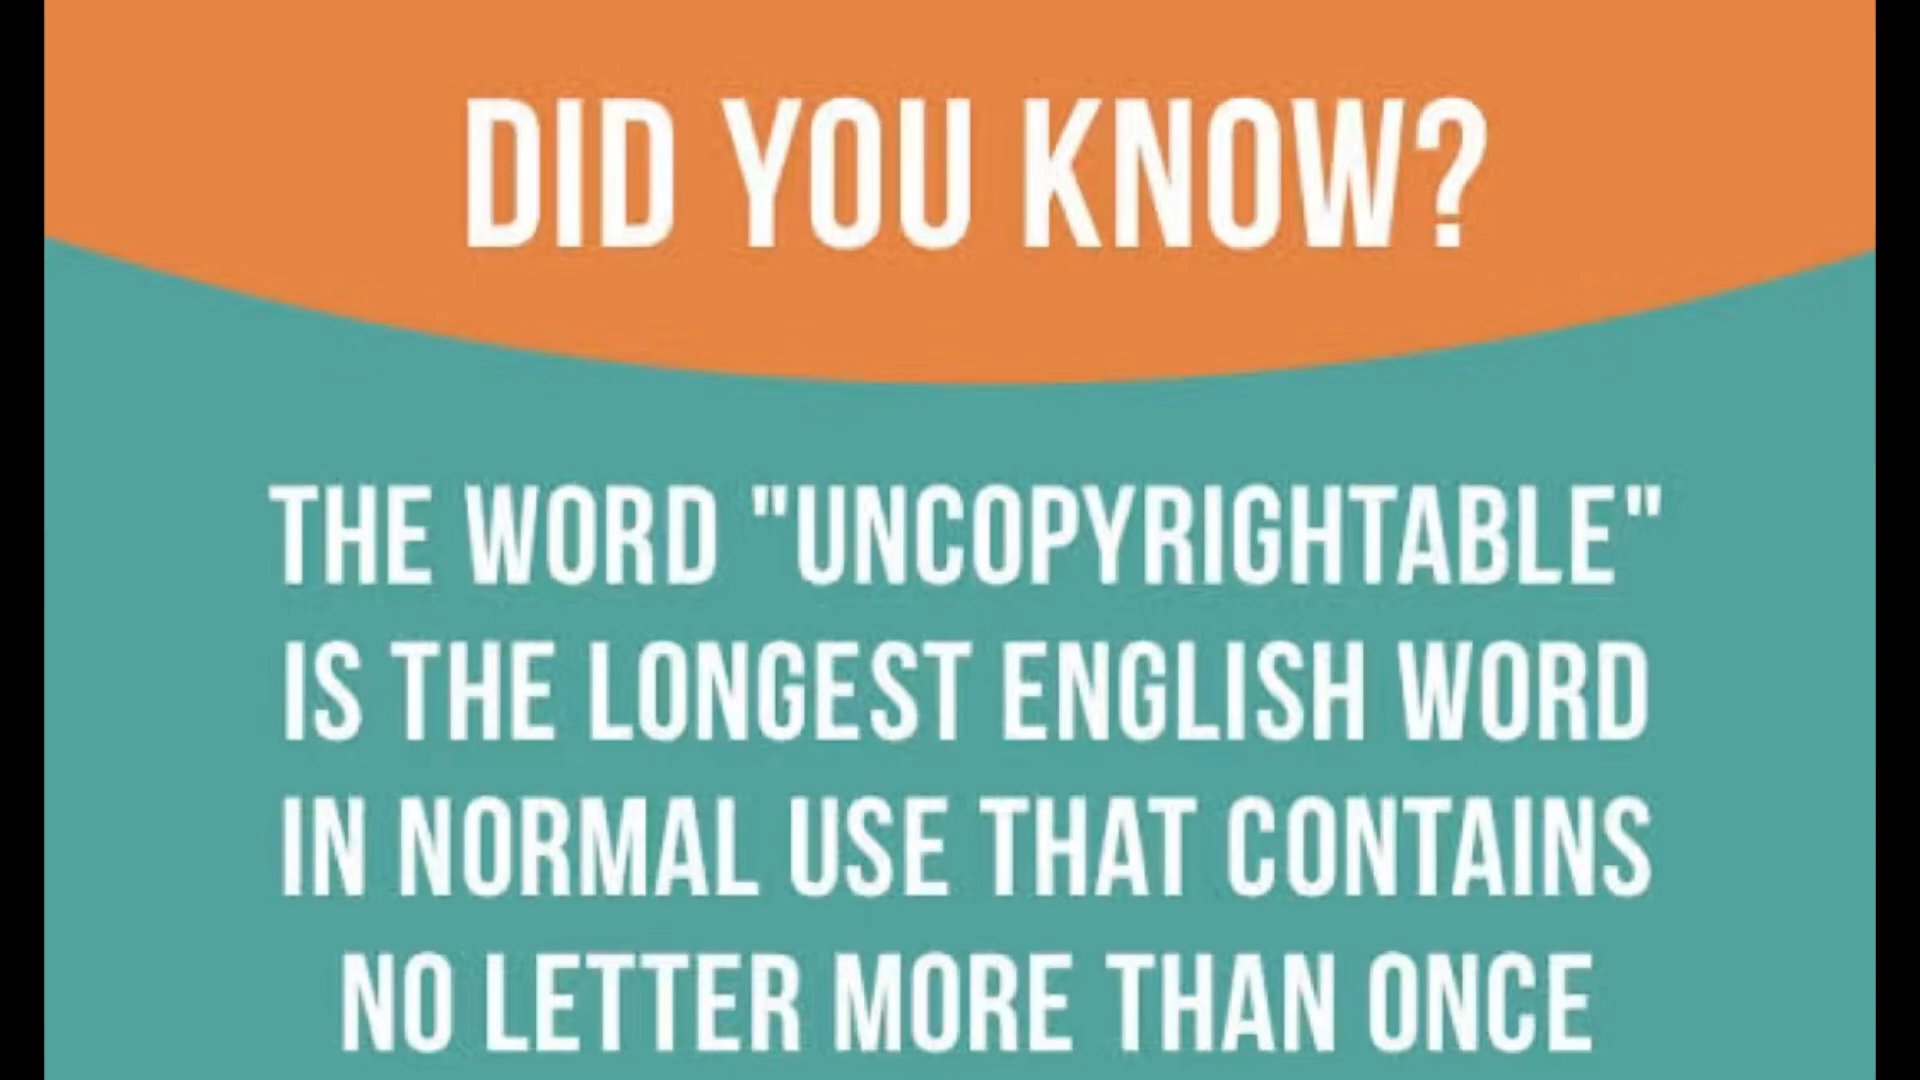 DID YOU KNOW?
THE WORD "UNCOPYRIGHTABLE"
IS THE LONGEST ENGLISH WORD
IN NORMAL USE THAT CONTAINS
NO LETTER MORE THAN ONCE